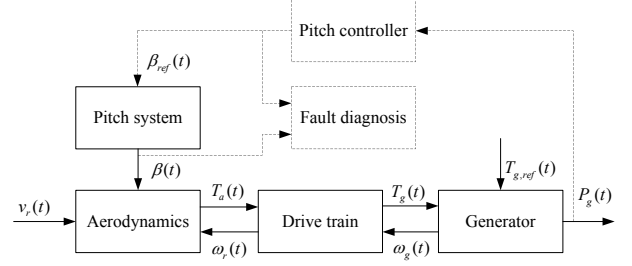 Pitch controller
β_ref(t)
Pitch system
Fault diagnosis
β(t)
T_g,ref(t)
v_r(t)
T_a(t)
T_g(t)
P_g(t)
Aerodynamics
Drive train
Generator
ω_r(t)
ω_g(t)